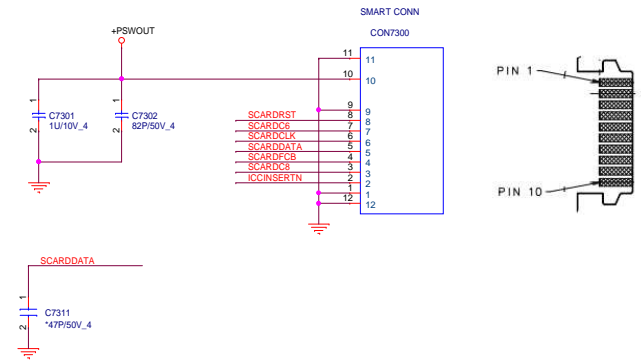 SMART CONN
CON7300
+PSWOUT
11 11
10 10
9 9
SCARDRST 8 8
SCARDC6 7 7
SCARDCLK 6 6
SCARDDATA 5 5
SCARDFCB 4 4
SCARDC8 3 3
ICCINSERTN 2 2
1 1
12 12
1 2 C7301
1U/10V_4
1 2 C7302
82P/50V_4
PIN 1
PIN 10
SCARDDATA
1 2 C7311
*47P/50V_4